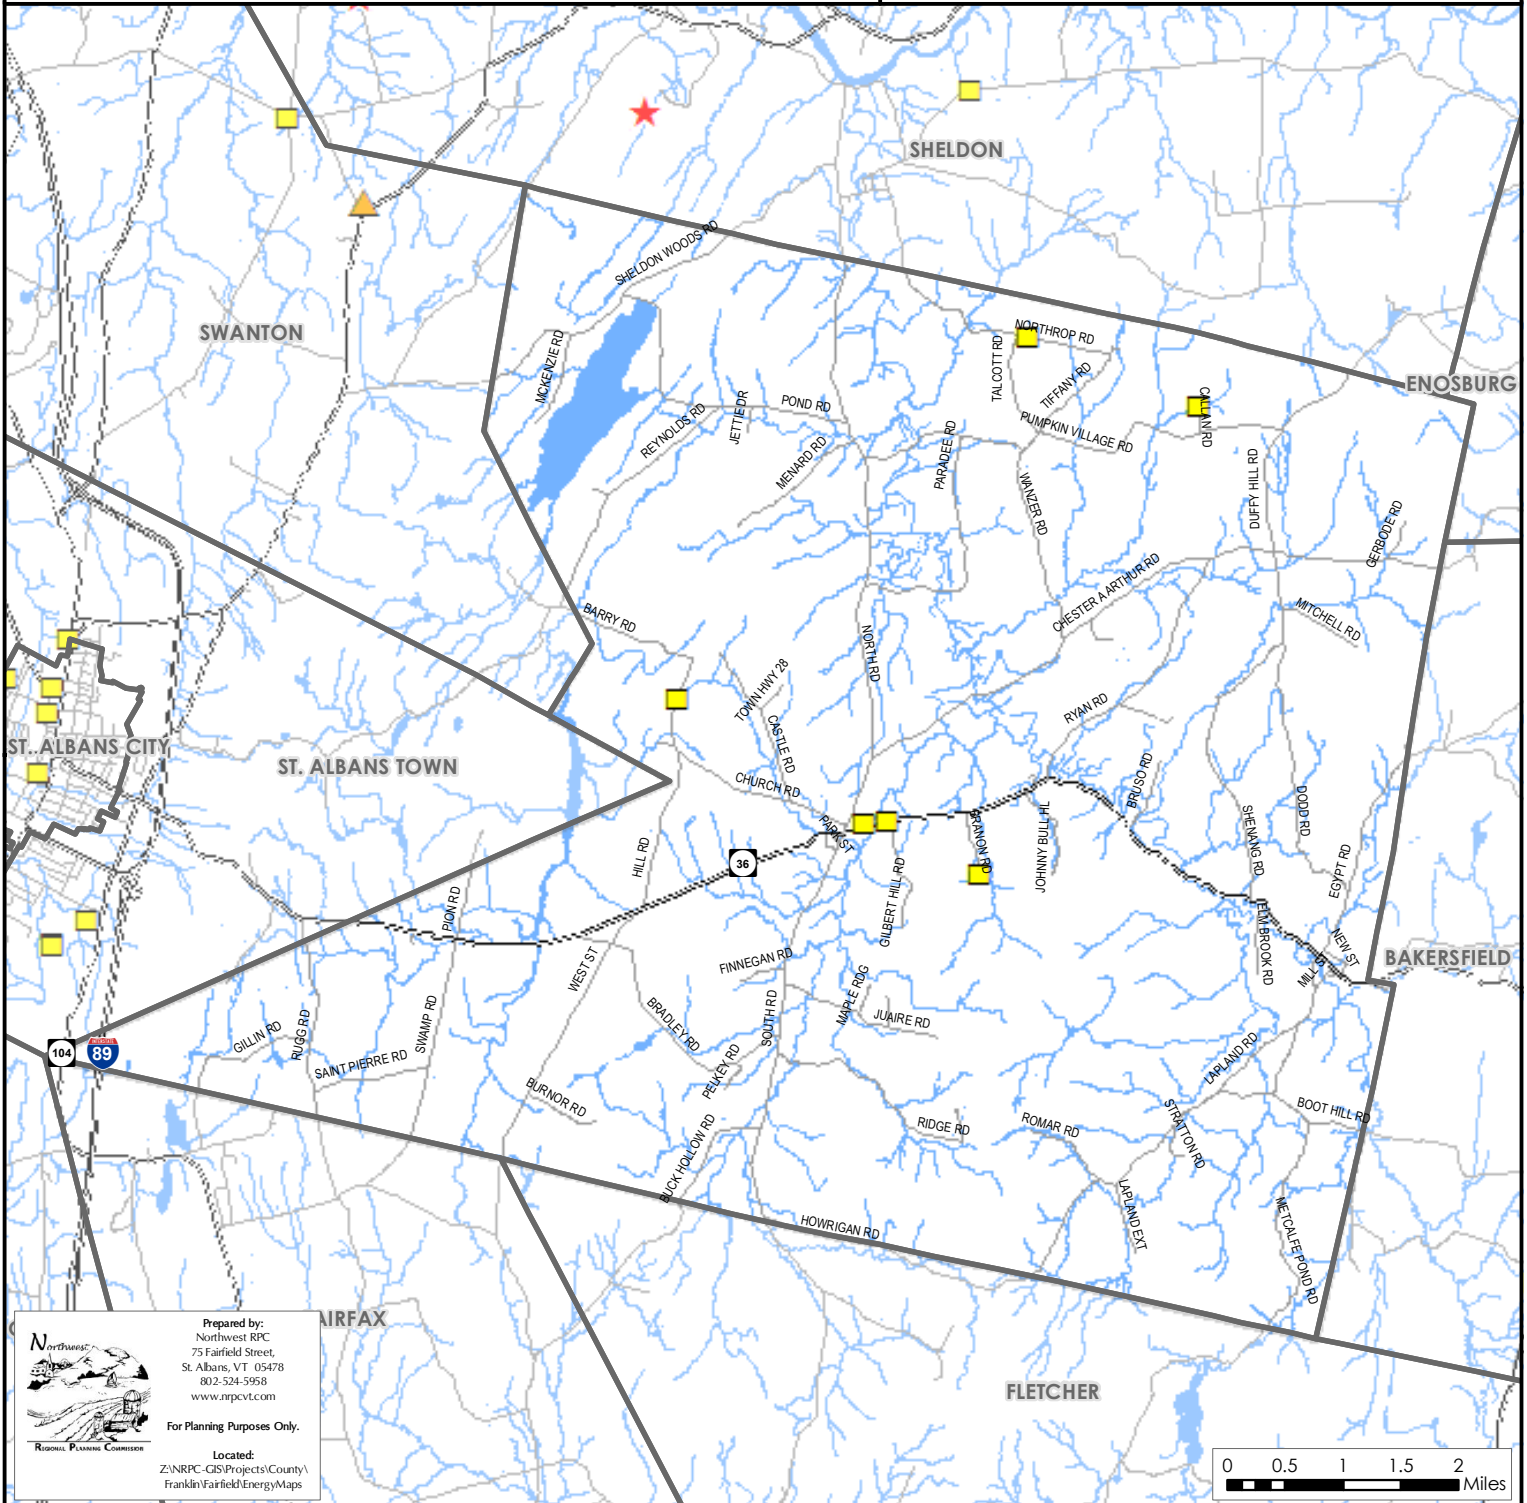 SHELDON
SHELDON WOODS RD
SWANTON
NORTHROP RD
MCKENZIE RD
TALCOTT RD
TIFFANY RD
ENOSBURG
CALLAN RD
POND RD
JETTIE DR
REYNOLDS RD
PUMPKIN VILLAGE RD
MENARD RD
PARADEE RD
WANZER RD
DUFFY HILL RD
GERBODE RD
CHESTER A ARTHUR RD
BARRY RD
MITCHELL RD
NORTH RD
TOWN HWY 28
RYAN RD
CASTLE RD
ST. ALBANS CITY
ST. ALBANS TOWN
CHURCH RD
BRUSO RD
DODD RD
PARK ST
SHENANG RD
BRANON RD
JOHNNY BULL HL
HILL RD
36
EGYPT RD
GILBERT HILL RD
PION RD
ELM BROOK RD
NEW ST
BAKERSFIELD
FINNEGAN RD
WEST ST
MILL ST
MAPLE RDG
SOUTH RD
JUAIRE RD
SWAMP RD
BRADLEY RD
RUGG RD
GILLIN RD
104
INTERSTATE
89
SAINT PIERRE RD
PELKEY RD
LAPLAND RD
BURNOR RD
BOOT HILL RD
RIDGE RD
ROMAR RD
STRATTON RD
BUCK HOLLOW RD
LAPLAND EXT
HOWRIGAN RD
METCALFE POND RD
AIRFAX
FLETCHER
Northwest
REGIONAL PLANNING COMMISSION
Prepared by:
Northwest RPC
75 Fairfield Street,
St. Albans, VT 05478
802-524-5958
www.nrpcvt.com
For Planning Purposes Only.
Located:
Z:\NRPC-GIS\Projects\County\
Franklin\Fairfield\EnergyMaps
0 0.5 1 1.5 2
Miles